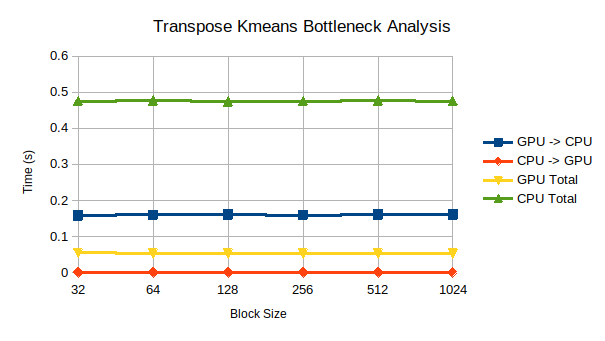 Transpose Kmeans Bottleneck Analysis
0.6
0.5
0.4
0.3
0.2
0.1
0
Time (s)
32 64 128 256 512 1024
Block Size
GPU -> CPU
CPU -> GPU
GPU Total
CPU Total